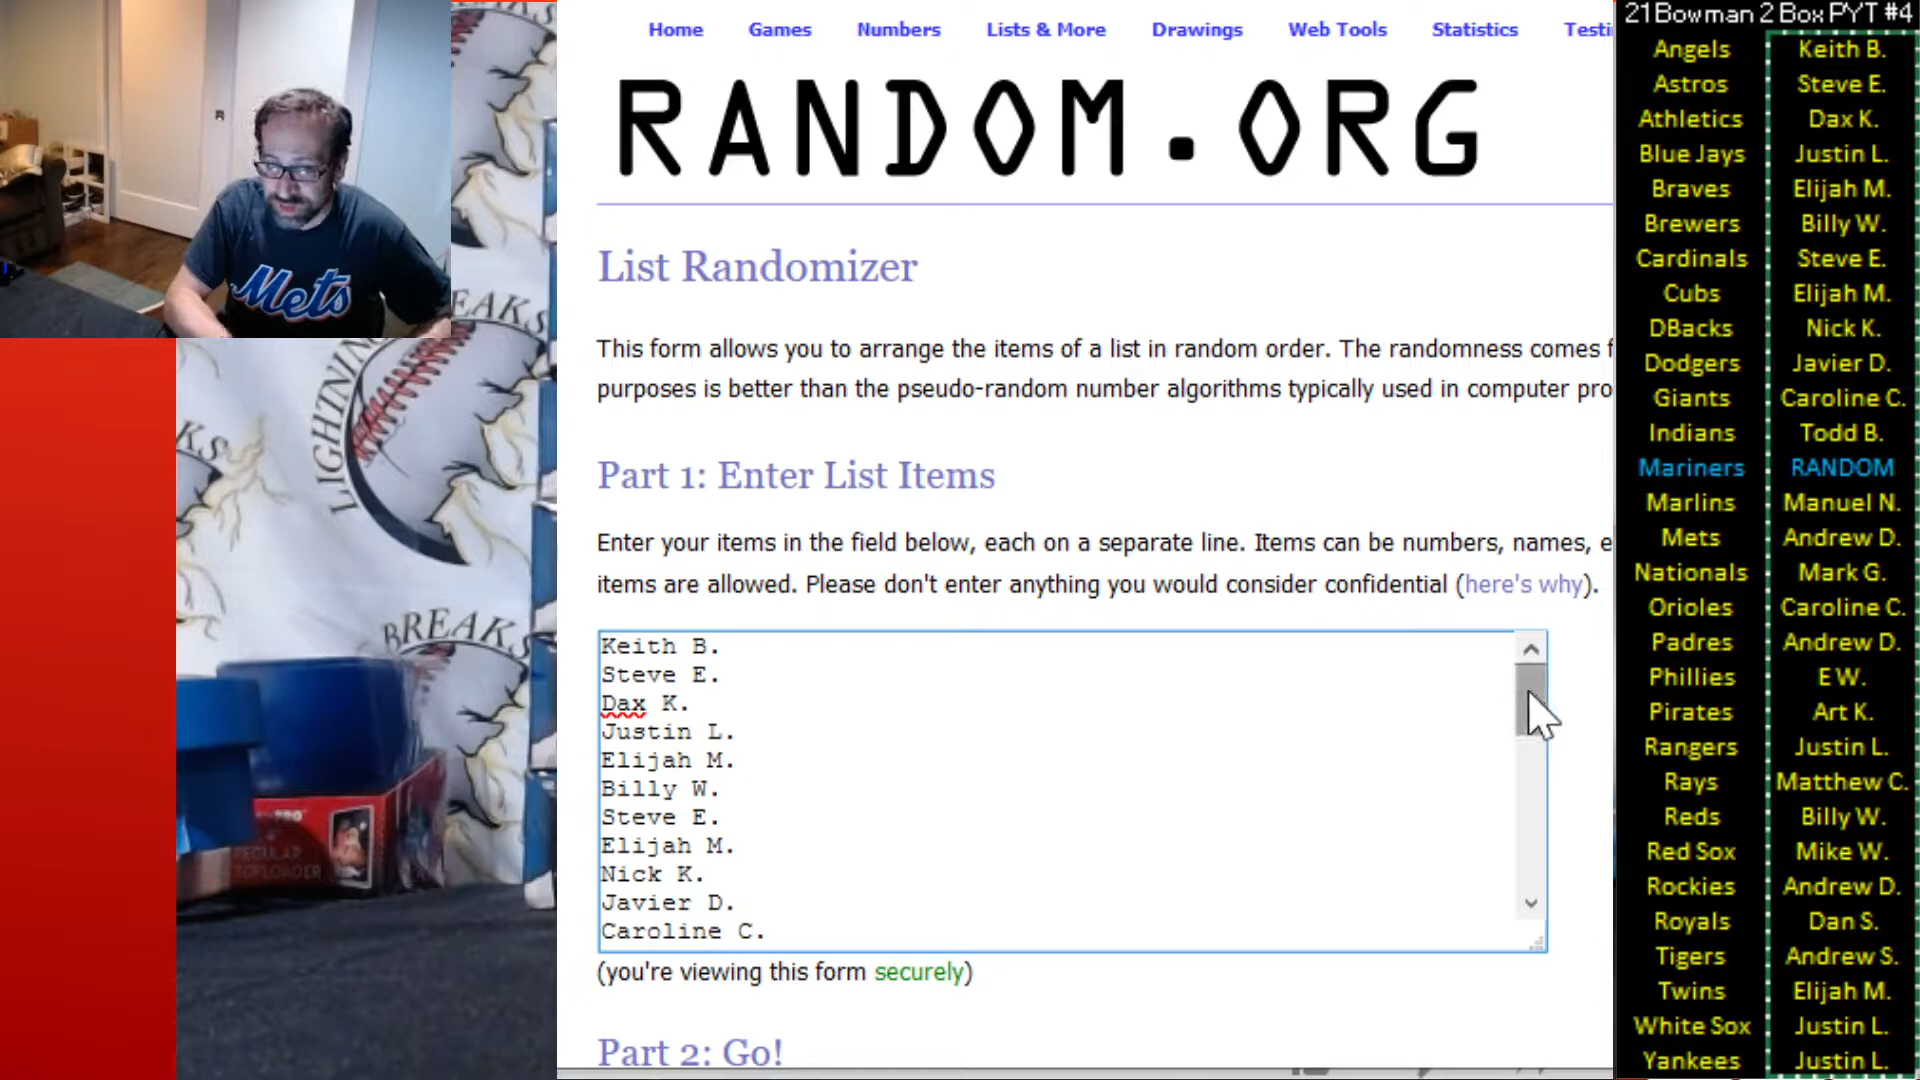 Home Games Numbers Lists & More Drawings Web Tools Statistics Testi
RANDOM.ORG
List Randomizer
This form allows you to arrange the items of a list in random order. The randomness comes f
purposes is better than the pseudo-random number algorithms typically used in computer pro
Part 1: Enter List Items
Enter your items in the field below, each on a separate line. Items can be numbers, names, e
items are allowed. Please don't enter anything you would consider confidential (here's why).
Keith B.
Steve E.
Dax K.
Justin L.
Elijah M.
Billy W.
Steve E.
Elijah M.
Nick K.
Javier D.
Caroline C.
(you're viewing this form securely)
Part 2: Go!
21 Bowman 2 Box PYT #4
Angels Keith B.
Astros Steve E.
Athletics Dax K.
Blue Jays Justin L.
Braves Elijah M.
Brewers Billy W.
Cardinals Steve E.
Cubs Elijah M.
DBacks Nick K.
Dodgers Javier D.
Giants Caroline C.
Indians Todd B.
Mariners RANDOM
Marlins Manuel N.
Mets Andrew D.
Nationals Mark G.
Orioles Caroline C.
Padres Andrew D.
Phillies E W.
Pirates Art K.
Rangers Justin L.
Rays Matthew C.
Reds Billy W.
Red Sox Mike W.
Rockies Andrew D.
Royals Dan S.
Tigers Andrew S.
Twins Elijah M.
White Sox Justin L.
Yankees Justin L.
Mets
EAKS
LIGHTNIN
KS
BREAKS
TOPLOADER